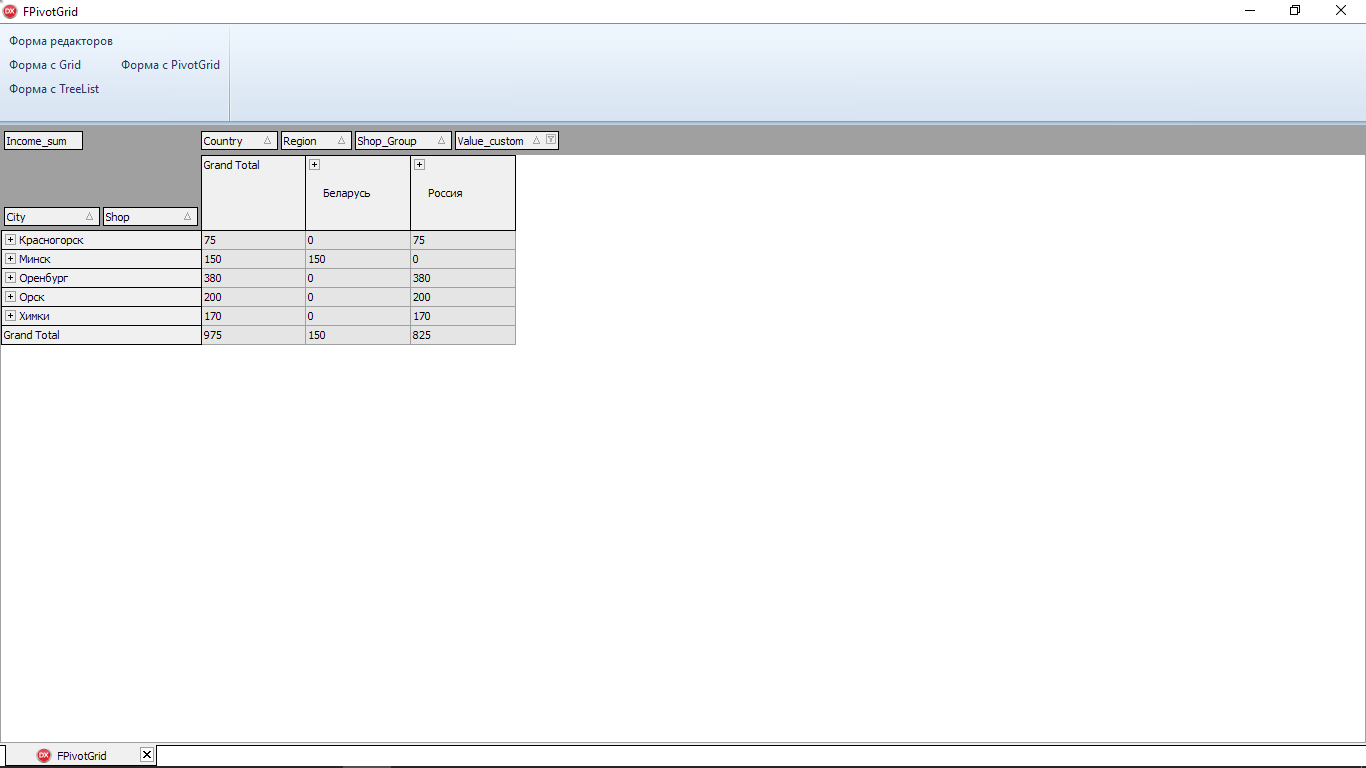 FPivotGrid
Форма редакторов
Форма с Grid Форма с PivotGrid
Форма с TreeList
Income_sum Country Region Shop_Group Value_custom
Grand Total
Беларусь Россия
City Shop
Красногорск 75 0 75
Минск 150 150 0
Оренбург 380 0 380
Орск 200 0 200
Химки 170 0 170
Grand Total 975 150 825
FPivotGrid